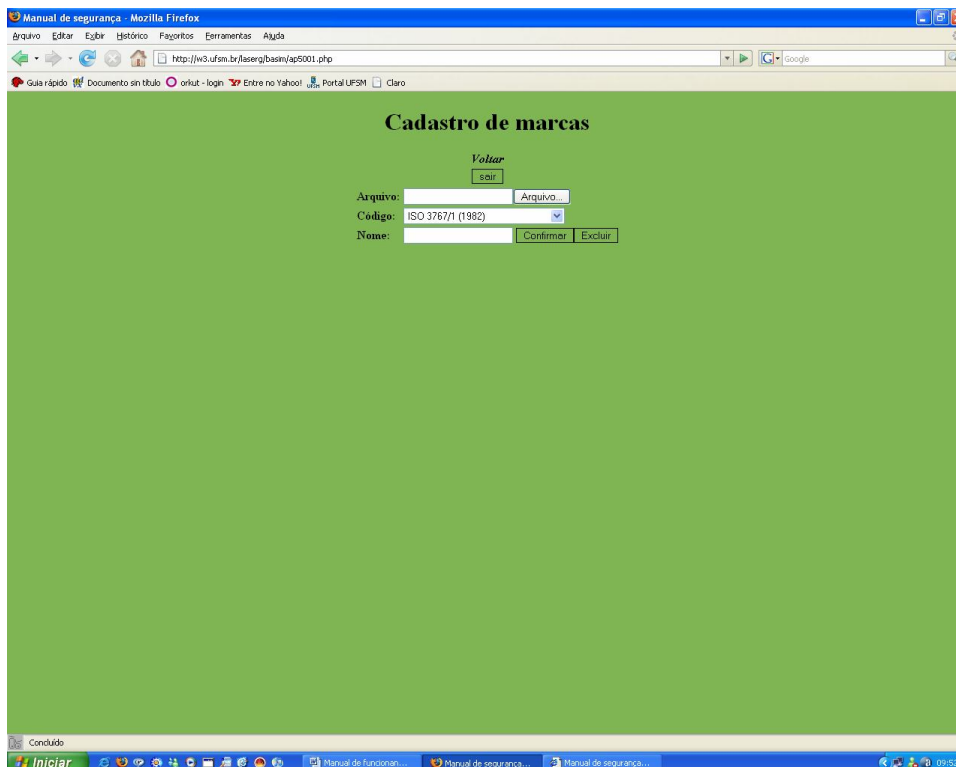 Manual de segurança - Mozilla Firefox
Arquivo Editar Exibir Histórico Favoritos Ferramentas Ajuda
http://w3.ufsm.br/laserg/basim/ap5001.php
Google
Guia rápido Documento sin título orkut - login Entre no Yahoo! Portal UFSM Claro
Cadastro de marcas
Voltar
sair
Arquivo: Arquivo...
Código: ISO 3767/1 (1982)
Nome: Confirmar Excluir
Concluído
Iniciar Manual de funcionan... Manual de segurança... Manual de segurança... 09:53